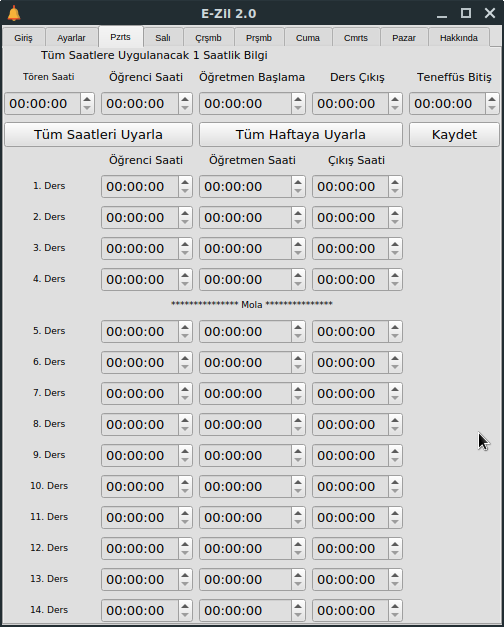 E-Zil 2.0
Giriş Ayarlar Pzrts Salı Çrşmb Prşmb Cuma Cmrts Pazar Hakkında
Tüm Saatlere Uygulanacak 1 Saatlik Bilgi
Tören Saati Öğrenci Saati Öğretmen Başlama Ders Çıkış Teneffüs Bitiş
00:00:00 00:00:00 00:00:00 00:00:00 00:00:00
Tüm Saatleri Uyarla Tüm Haftaya Uyarla Kaydet
Öğrenci Saati Öğretmen Saati Çıkış Saati
1. Ders 00:00:00 00:00:00 00:00:00
2. Ders 00:00:00 00:00:00 00:00:00
3. Ders 00:00:00 00:00:00 00:00:00
4. Ders 00:00:00 00:00:00 00:00:00
*************** Mola ***************
5. Ders 00:00:00 00:00:00 00:00:00
6. Ders 00:00:00 00:00:00 00:00:00
7. Ders 00:00:00 00:00:00 00:00:00
8. Ders 00:00:00 00:00:00 00:00:00
9. Ders 00:00:00 00:00:00 00:00:00
10. Ders 00:00:00 00:00:00 00:00:00
11. Ders 00:00:00 00:00:00 00:00:00
12. Ders 00:00:00 00:00:00 00:00:00
13. Ders 00:00:00 00:00:00 00:00:00
14. Ders 00:00:00 00:00:00 00:00:00